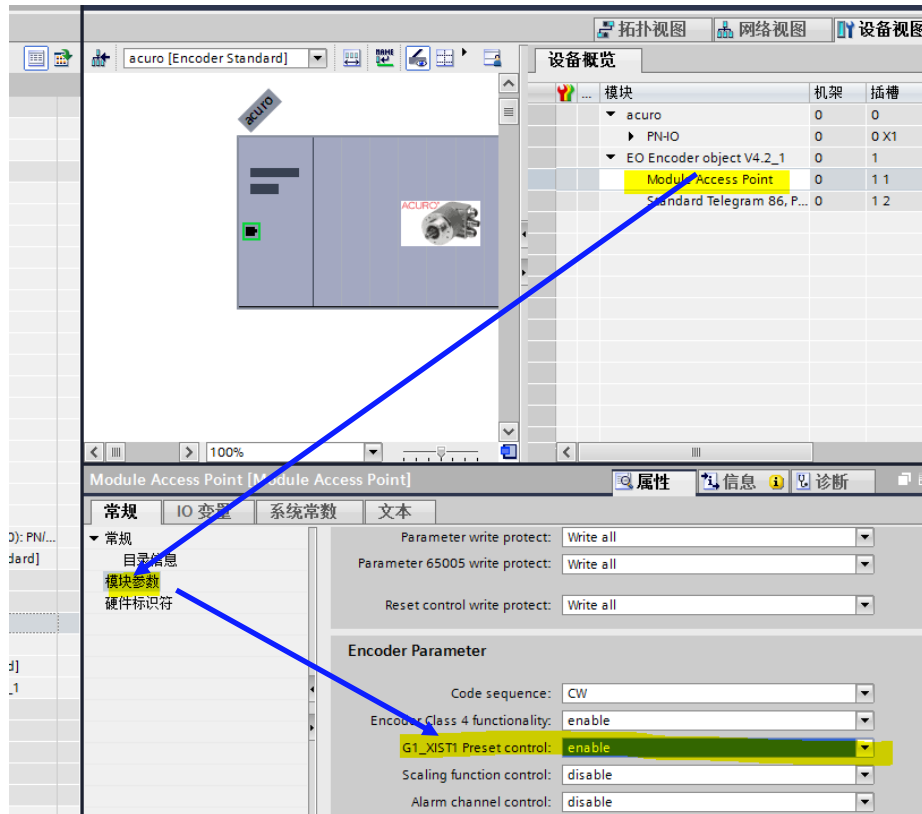 拓扑视图 网络视图 设备视图
acuro [Encoder Standard]
设备概览
... 模块 机架 插槽
acuro 0 0
PN-IO 0 0 X1
EO Encoder object V4.2_1 0 1
Module Access Point 0 1 1
Standard Telegram 86, P... 0 1 2
acuro
ACURO
100%
Module Access Point [Module Access Point]
属性 信息 诊断
常规 IO 变量 系统常数 文本
常规
目录信息
模块参数
硬件标识符
0): PN/...
dard]
d]
_1
Parameter write protect: Write all
Parameter 65005 write protect: Write all
Reset control write protect: Write all
Encoder Parameter
Code sequence: CW
Encoder Class 4 functionality: enable
G1_XIST1 Preset control: enable
Scaling function control: disable
Alarm channel control: disable